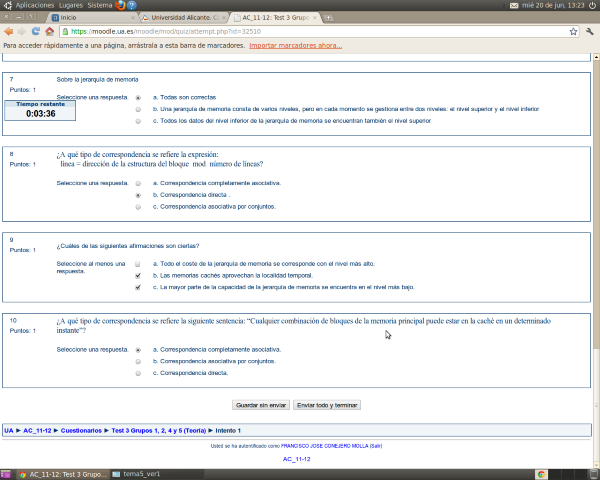 Aplicaciones Lugares Sistema
mié 20 de jun, 13:23
Inicio
Universidad Alicante. C
AC_11-12: Test 3 Grupo
https://moodle.ua.es/moodle/mod/quiz/attempt.php?id=32510
Para acceder rápidamente a una página, arrástrala a esta barra de marcadores. Importar marcadores ahora...
7
Puntos: 1
Sobre la jerarquía de memoria
Seleccione una respuesta.
a. Todas son correctas
b. Una jerarquía de memoria consta de varios niveles, pero en cada momento se gestiona entre dos niveles: el nivel superior y el nivel inferior
c. Todos los datos del nivel inferior de la jerarquía de memoria se encuentran también el nivel superior
Tiempo restante
0:03:36
8
Puntos: 1
¿A qué tipo de correspondencia se refiere la expresión:
línea = dirección de la estructura del bloque mod número de líneas?
Seleccione una respuesta.
a. Correspondencia completamente asociativa.
b. Correspondencia directa .
c. Correspondencia asociativa por conjuntos.
9
Puntos: 1
¿Cuáles de las siguientes afirmaciones son ciertas?
Seleccione al menos una respuesta.
a. Todo el coste de la jerarquía de memoria se corresponde con el nivel más alto.
b. Las memorias cachés aprovechan la localidad temporal.
c. La mayor parte de la capacidad de la jerarquía de memoria se encuentra en el nivel más bajo.
10
Puntos: 1
¿A qué tipo de correspondencia se refiere la siguiente sentencia: “Cualquier combinación de bloques de la memoria principal puede estar en la caché en un determinado
instante”?
Seleccione una respuesta.
a. Correspondencia completamente asociativa.
b. Correspondencia asociativa por conjuntos.
c. Correspondencia directa.
Guardar sin enviar Enviar todo y terminar
UA ► AC_11-12 ► Cuestionarios ► Test 3 Grupos 1, 2, 4 y 5 (Teoría) ► Intento 1
Usted se ha autentificado como FRANCISCO JOSE CONEJERO MOLLA (Salir)
AC_11-12
AC_11-12: Test 3 Grupo...
tema5_ver1